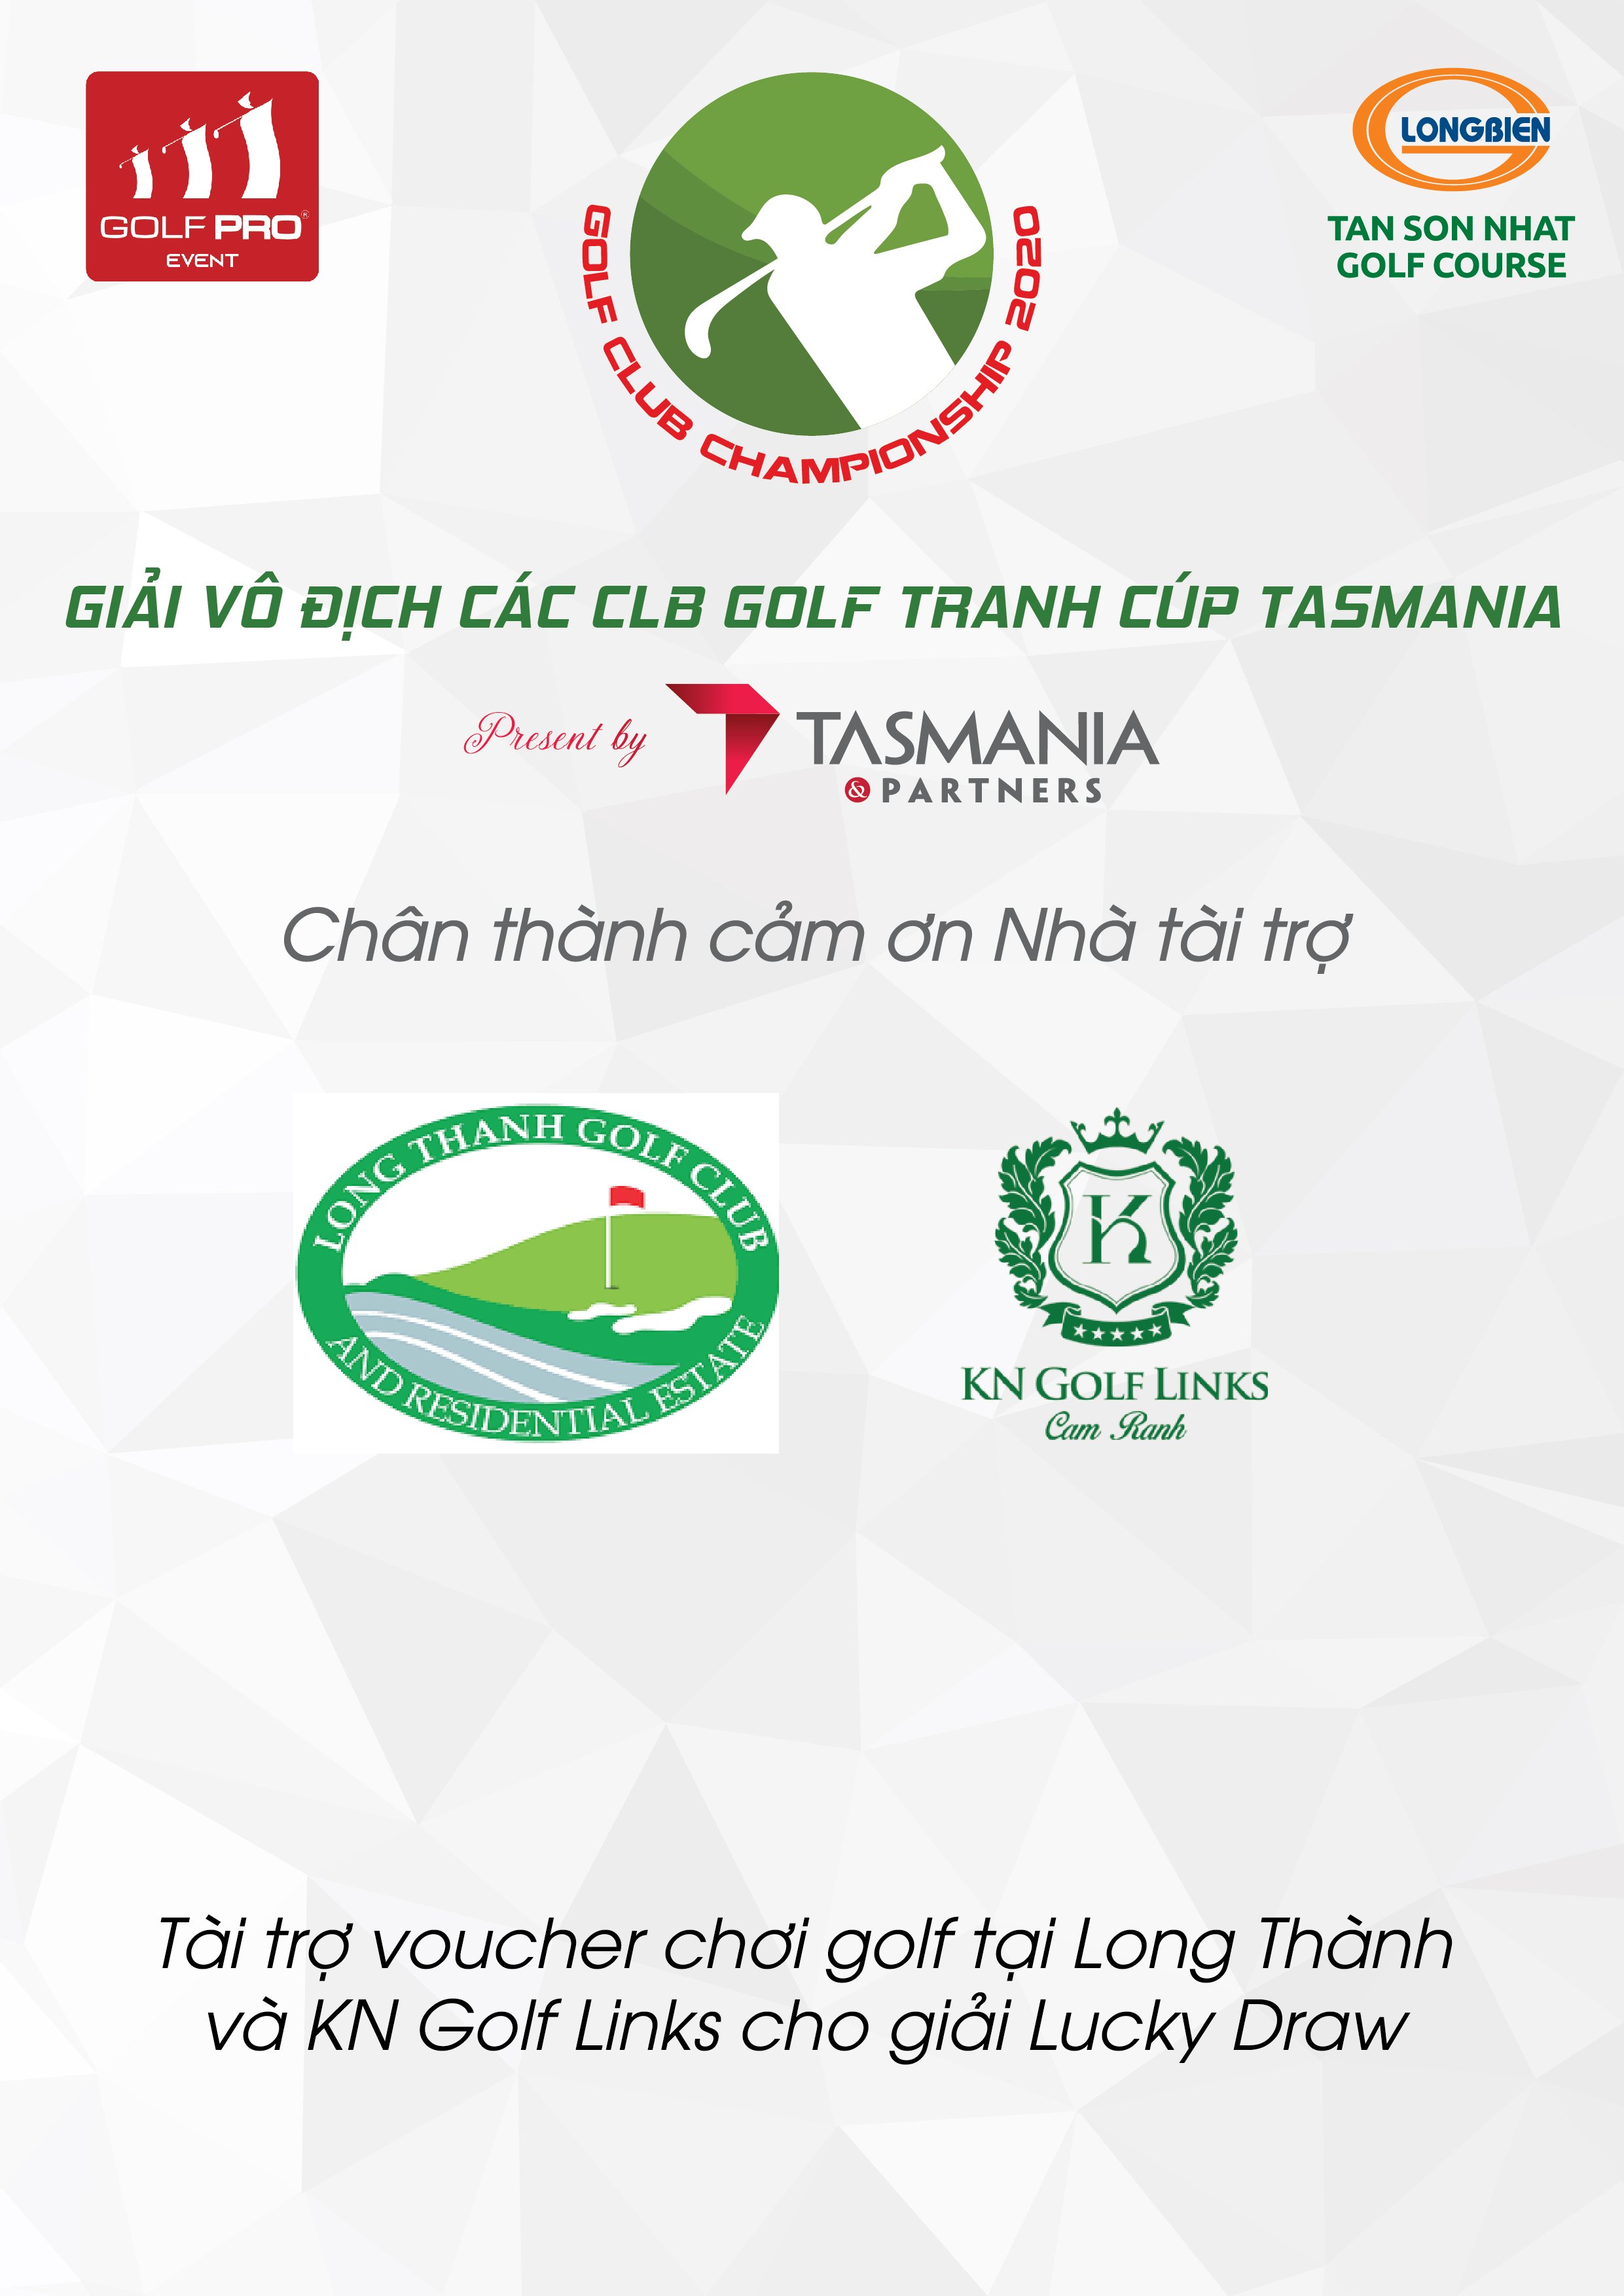 GOLF PRO®
EVENT
GOLF CLUB CHAMPIONSHIP 2020
LONGBIEN
TAN SON NHAT
GOLF COURSE
GIẢI VÔ ĐỊCH CÁC CLB GOLF TRANH CÚP TASMANIA
Present by
TASMANIA
& PARTNERS
Chân thành cảm ơn Nhà tài trợ
LONG THANH GOLF CLUB
AND RESIDENTIAL ESTATE
K
KN GOLF LINKS
Cam Ranh
Tài trợ voucher chơi golf tại Long Thành
và KN Golf Links cho giải Lucky Draw